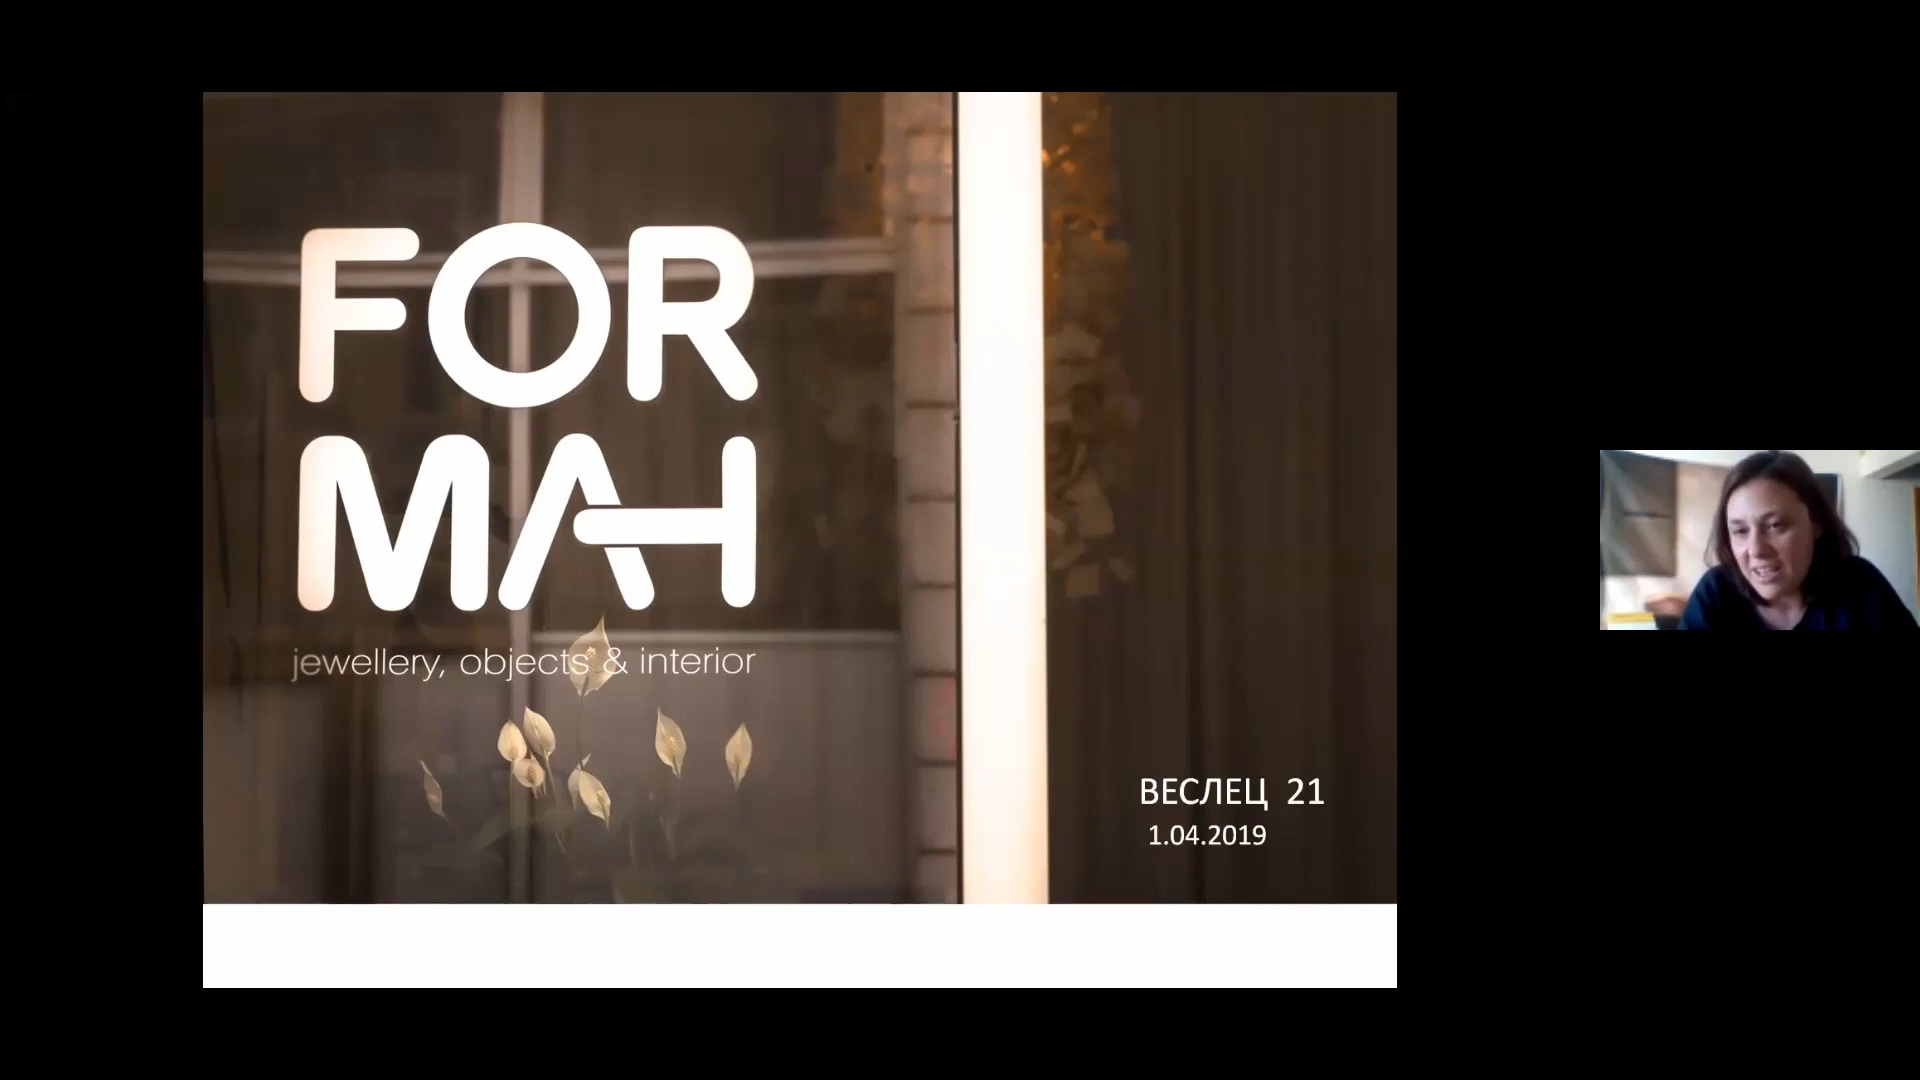 FOR
MAH
jewellery, objects & interior
ВЕСЛЕЦ 21
1.04.2019